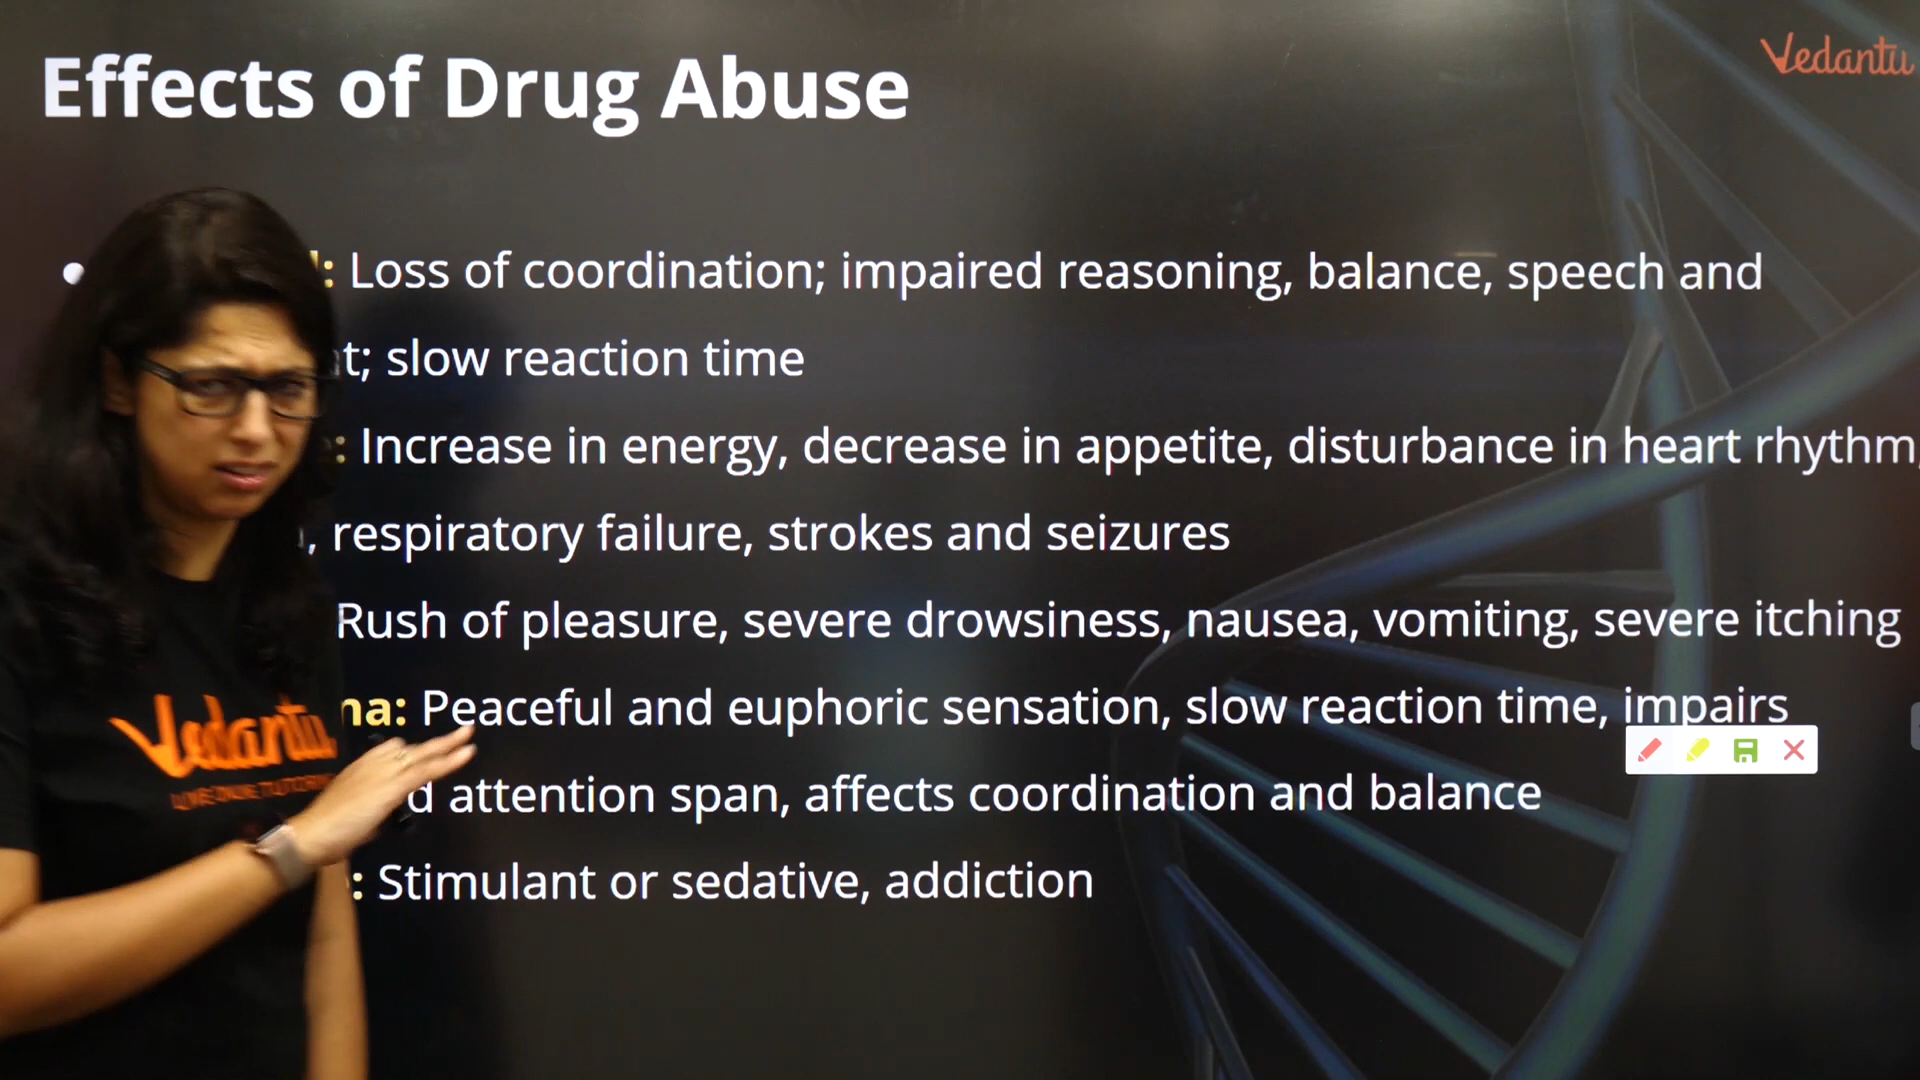 Vedantu
Effects of Drug Abuse
: Loss of coordination; impaired reasoning, balance, speech and
t; slow reaction time
: Increase in energy, decrease in appetite, disturbance in heart rhythm,
, respiratory failure, strokes and seizures
Rush of pleasure, severe drowsiness, nausea, vomiting, severe itching
na: Peaceful and euphoric sensation, slow reaction time, impairs
d attention span, affects coordination and balance
: Stimulant or sedative, addiction
Vedantu